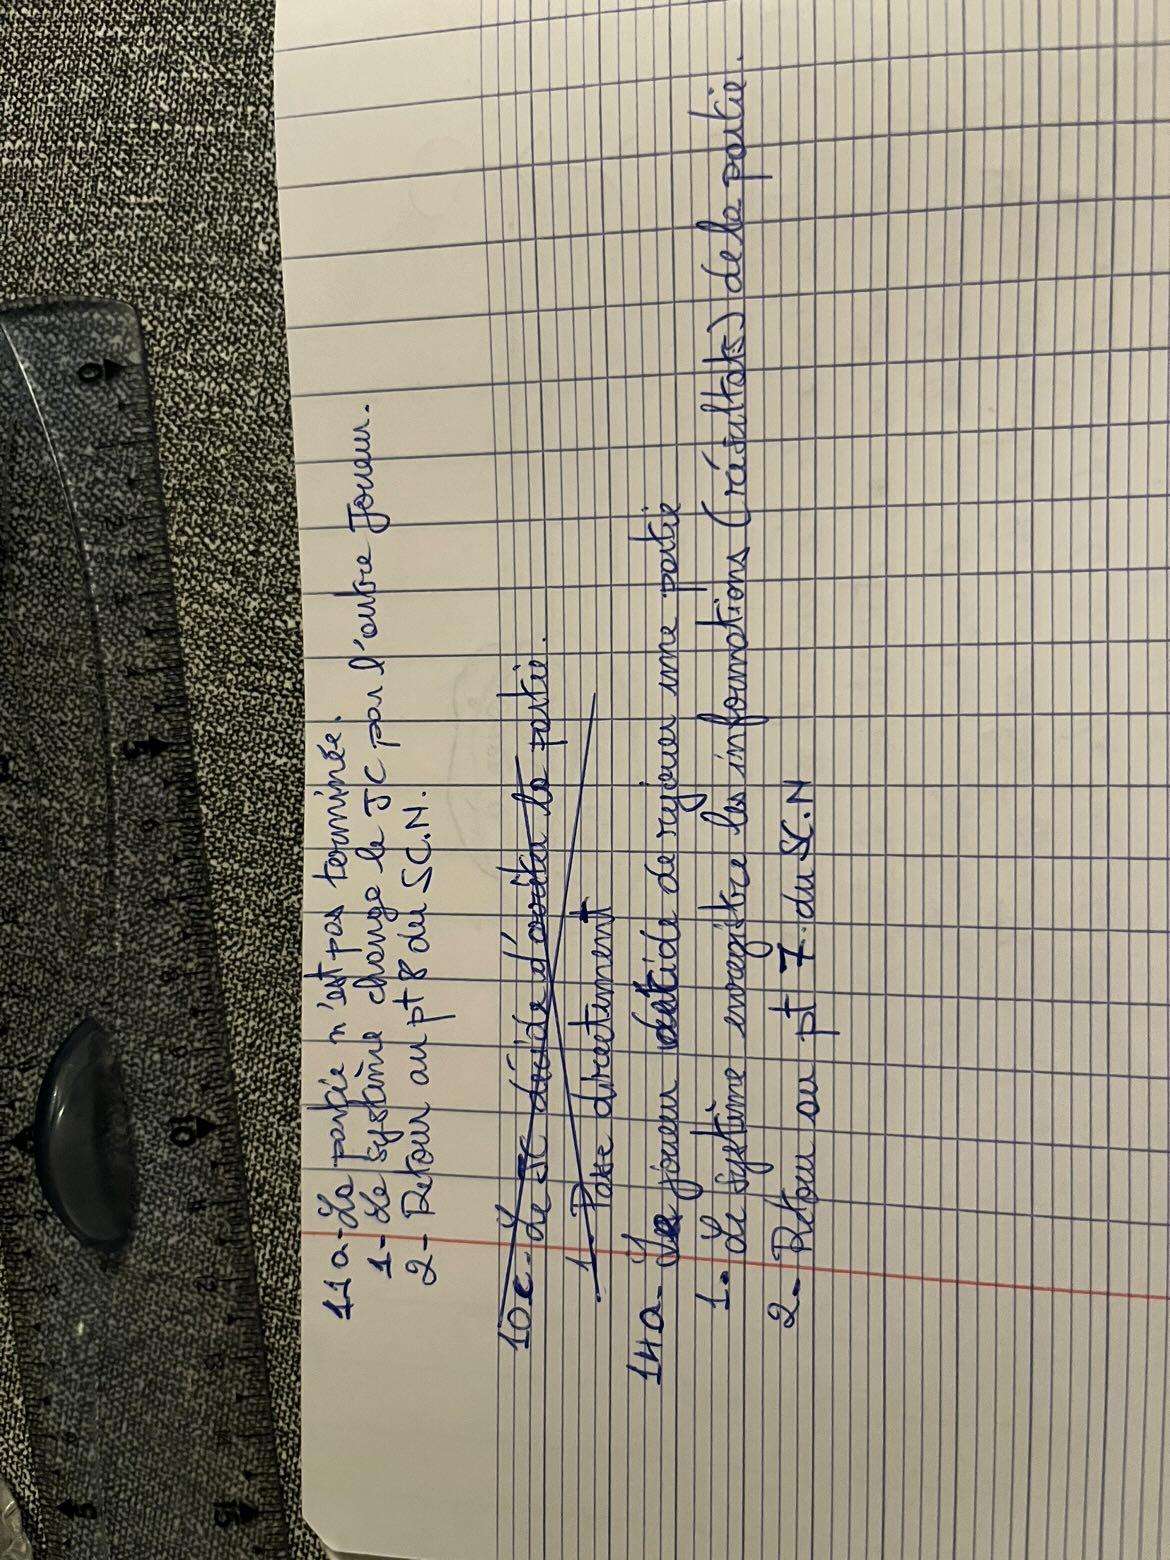 11a- La partie n'est pas terminée.
1- Le système change le JC par l'autre Joueur.
2- Retour au pt 8 du SC.N.
10c- Le JC décide d'arrêter la partie.
1- Passe directement
14a- Le joueur décide de rejouer une partie
1. Le système enregistre les informations (résultats) de la partie.
2- Retour au pt 7 du SC.N